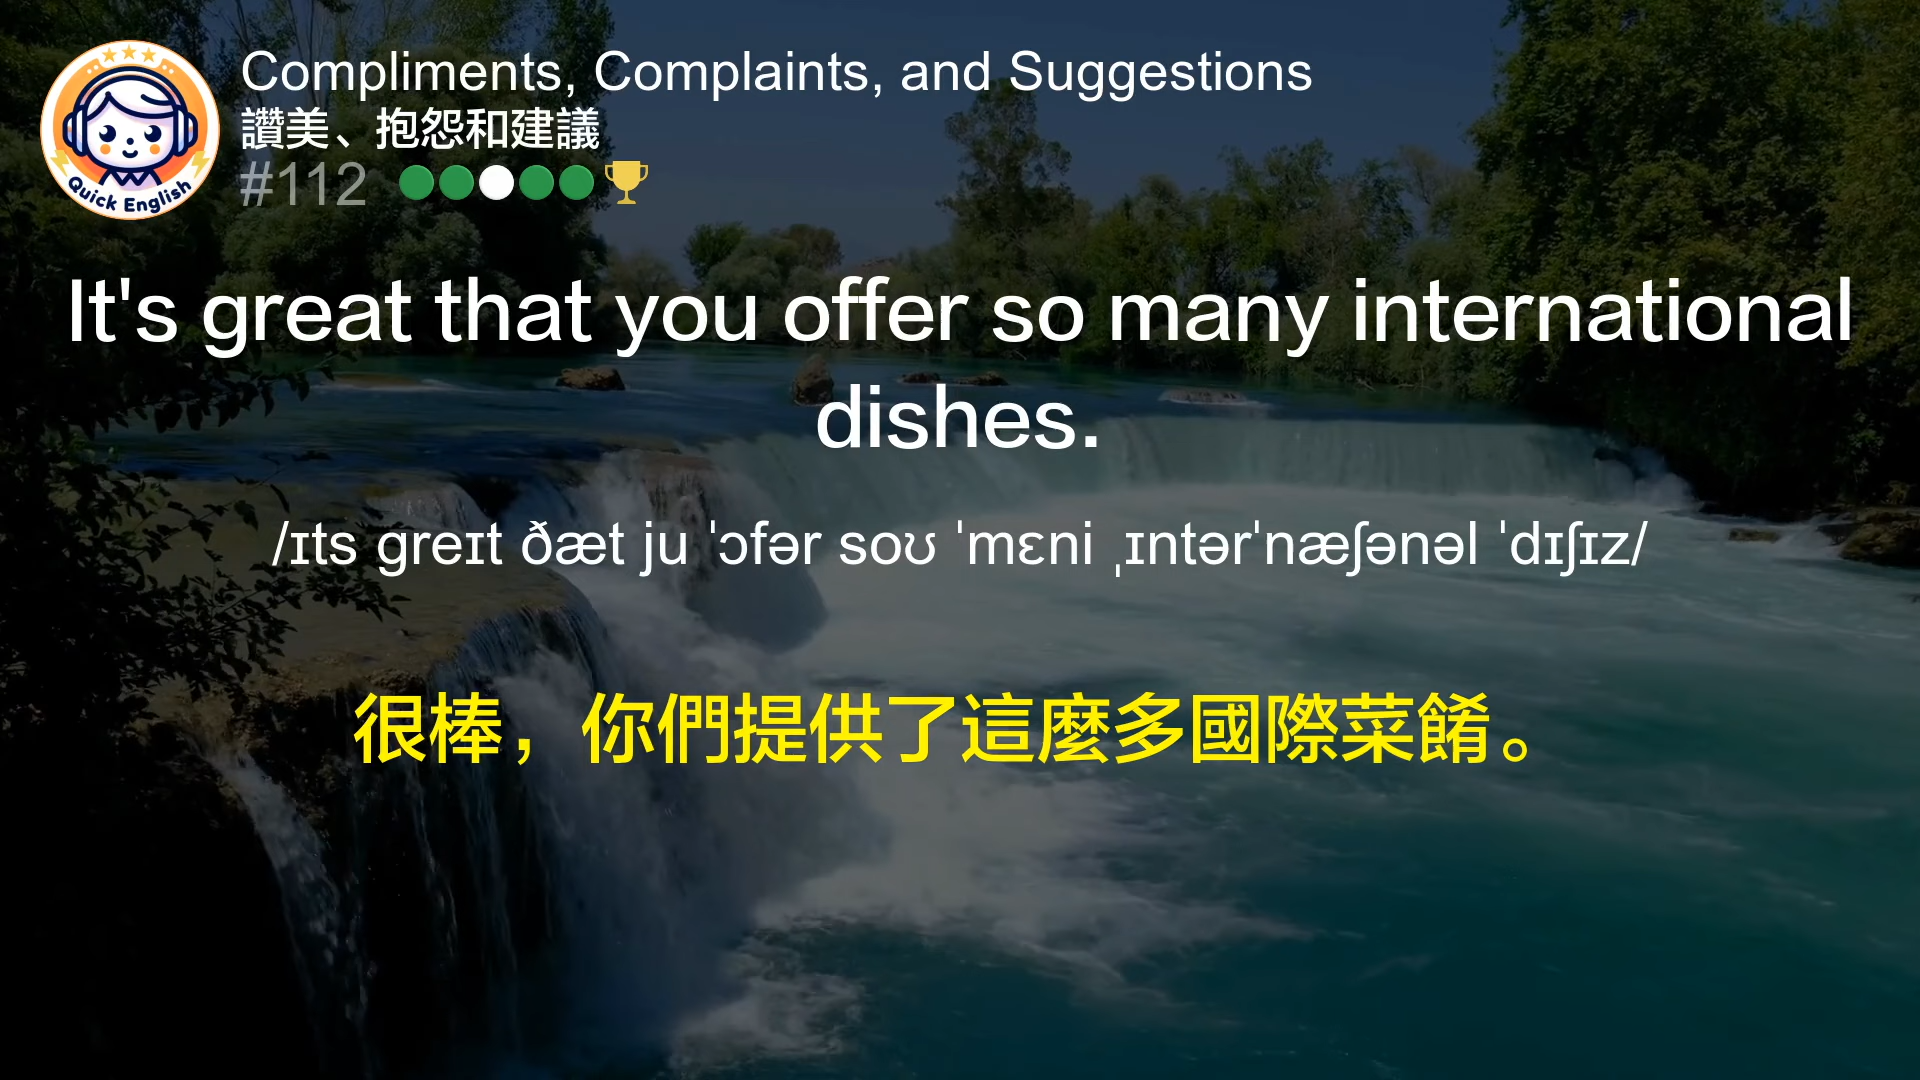 Quick English
Compliments, Complaints, and Suggestions
讚美、抱怨和建議
#112
It's great that you offer so many international
dishes.
/ɪts ɡreɪt ðæt ju ˈɔfər soʊ ˈmɛni ˌɪntərˈnæʃənəl ˈdɪʃɪz/
很棒，你們提供了這麼多國際菜餚。